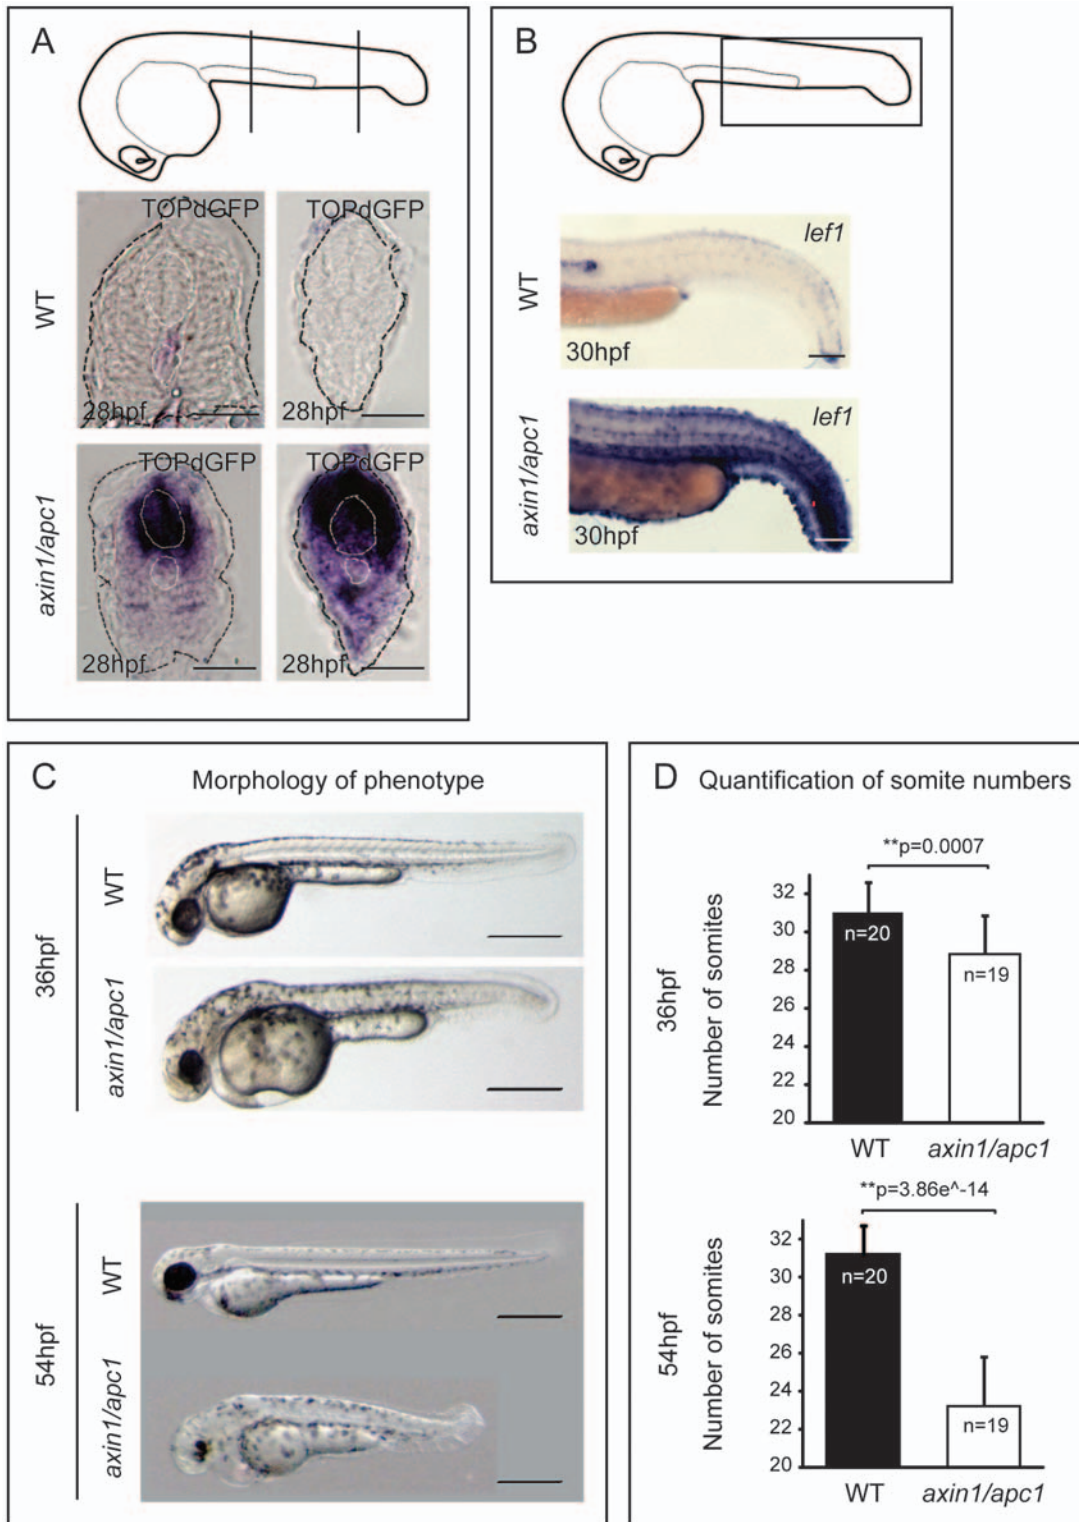 A
TOPdGFP
TOPdGFP
WT
28hpf
28hpf
TOPdGFP
TOPdGFP
axin1/apc1
28hpf
28hpf
B
lef1
WT
30hpf
lef1
axin1/apc1
30hpf
C
Morphology of phenotype
36hpf
WT
axin1/apc1
54hpf
WT
axin1/apc1
D
Quantification of somite numbers
**p=0.0007
36hpf
Number of somites
32
30
28
26
24
22
20
n=20
n=19
WT
axin1/apc1
**p=3.86e^-14
54hpf
Number of somites
32
30
28
26
24
22
20
n=20
n=19
WT
axin1/apc1